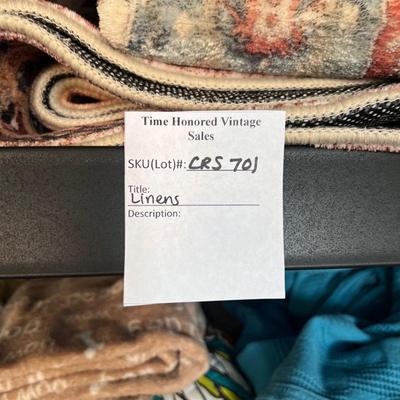 Time Honored Vintage
Sales
SKU(Lot)#: CRS 701
Title:
Linens
Description: